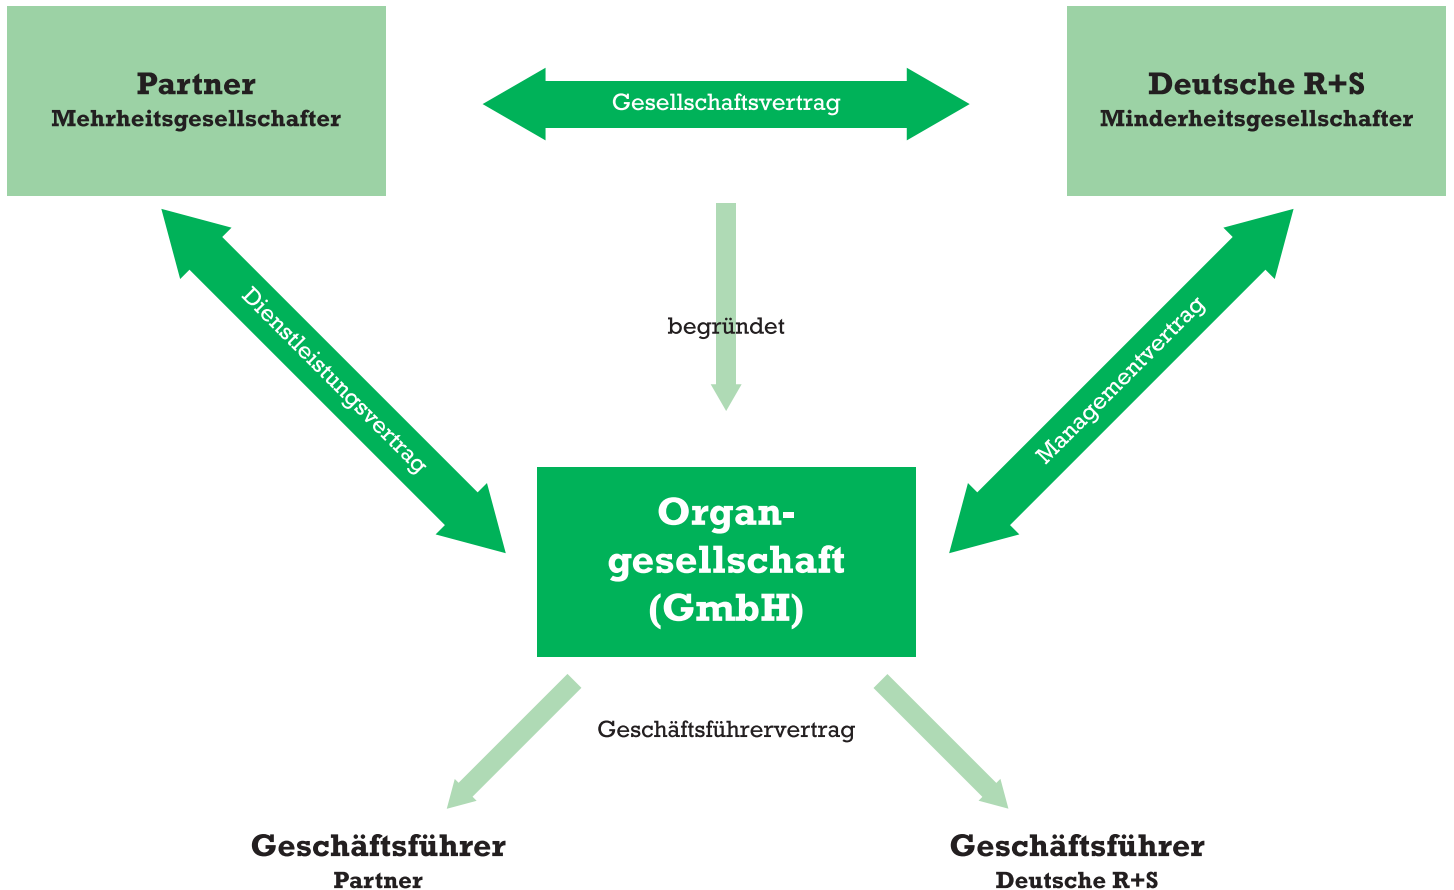 Partner
Mehrheitsgesellschafter
Gesellschaftsvertrag
Deutsche R+S
Minderheitsgesellschafter
Dienstleistungsvertrag
begründet
Managementvertrag
Organ-
gesellschaft
(GmbH)
Geschäftsführervertrag
Geschäftsführer
Partner
Geschäftsführer
Deutsche R+S